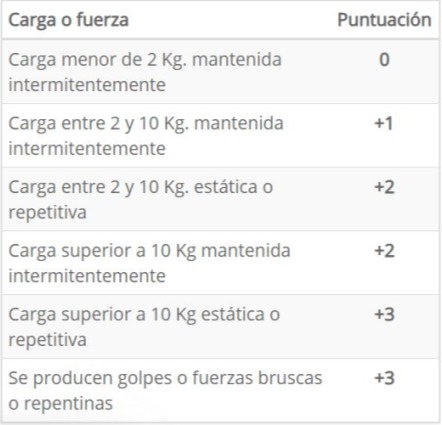 Carga o fuerza Puntuación
Carga menor de 2 Kg. mantenida 0
intermitentemente
Carga entre 2 y 10 Kg. mantenida +1
intermitentemente
Carga entre 2 y 10 Kg. estática o +2
repetitiva
Carga superior a 10 Kg mantenida +2
intermitentemente
Carga superior a 10 Kg estática o +3
repetitiva
Se producen golpes o fuerzas bruscas +3
o repentinas